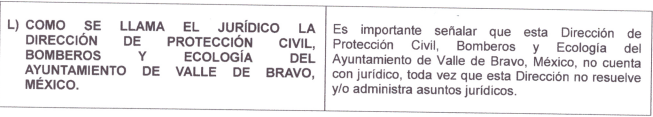 L) COMO SE LLAMA EL JURÍDICO LA
DIRECCIÓN DE PROTECCIÓN CIVIL,
BOMBEROS Y ECOLOGÍA DEL
AYUNTAMIENTO DE VALLE DE BRAVO,
MÉXICO.
Es importante señalar que esta Dirección de
Protección Civil, Bomberos y Ecología del
Ayuntamiento de Valle de Bravo, México, no cuenta
con jurídico, toda vez que esta Dirección no resuelve
y/o administra asuntos jurídicos.